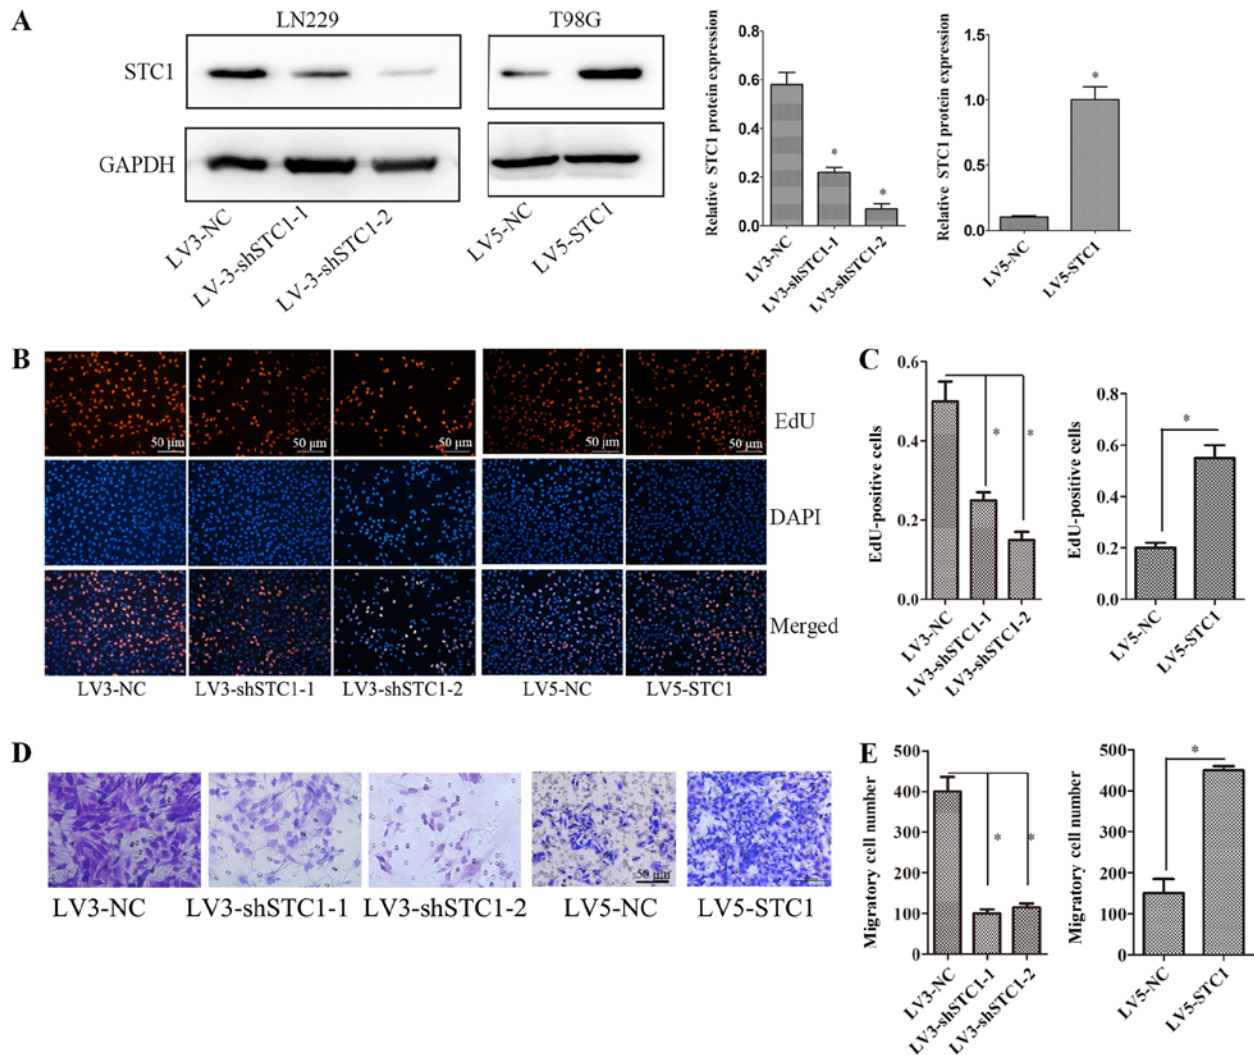 A
LN229
T98G
STC1
GAPDH
LV3-NC
LV-3-shSTC1-1
LV-3-shSTC1-2
LV5-NC
LV5-STC1
Relative STC1 protein expression
0.8
0.6
0.4
0.2
0.0
*
*
LV3-NC
LV3-shSTC1-1
LV3-shSTC1-2
Relative STC1 protein expression
1.5
1.0
0.5
0.0
*
LV5-NC
LV5-STC1
B
50 μm
50 μm
50 μm
50 μm
50 μm
EdU
DAPI
Merged
LV3-NC
LV3-shSTC1-1
LV3-shSTC1-2
LV5-NC
LV5-STC1
C
EdU-positive cells
0.6
0.4
0.2
0.0
*
*
LV3-NC
LV3-shSTC1-1
LV3-shSTC1-2
EdU-positive cells
0.8
0.6
0.4
0.2
0.0
*
LV5-NC
LV5-STC1
D
50 μm
LV3-NC
LV3-shSTC1-1
LV3-shSTC1-2
LV5-NC
LV5-STC1
E
Migratory cell number
500
400
300
200
100
0
*
*
LV3-NC
LV3-shSTC1-1
LV3-shSTC1-2
Migratory cell number
500
400
300
200
100
0
*
LV5-NC
LV5-STC1